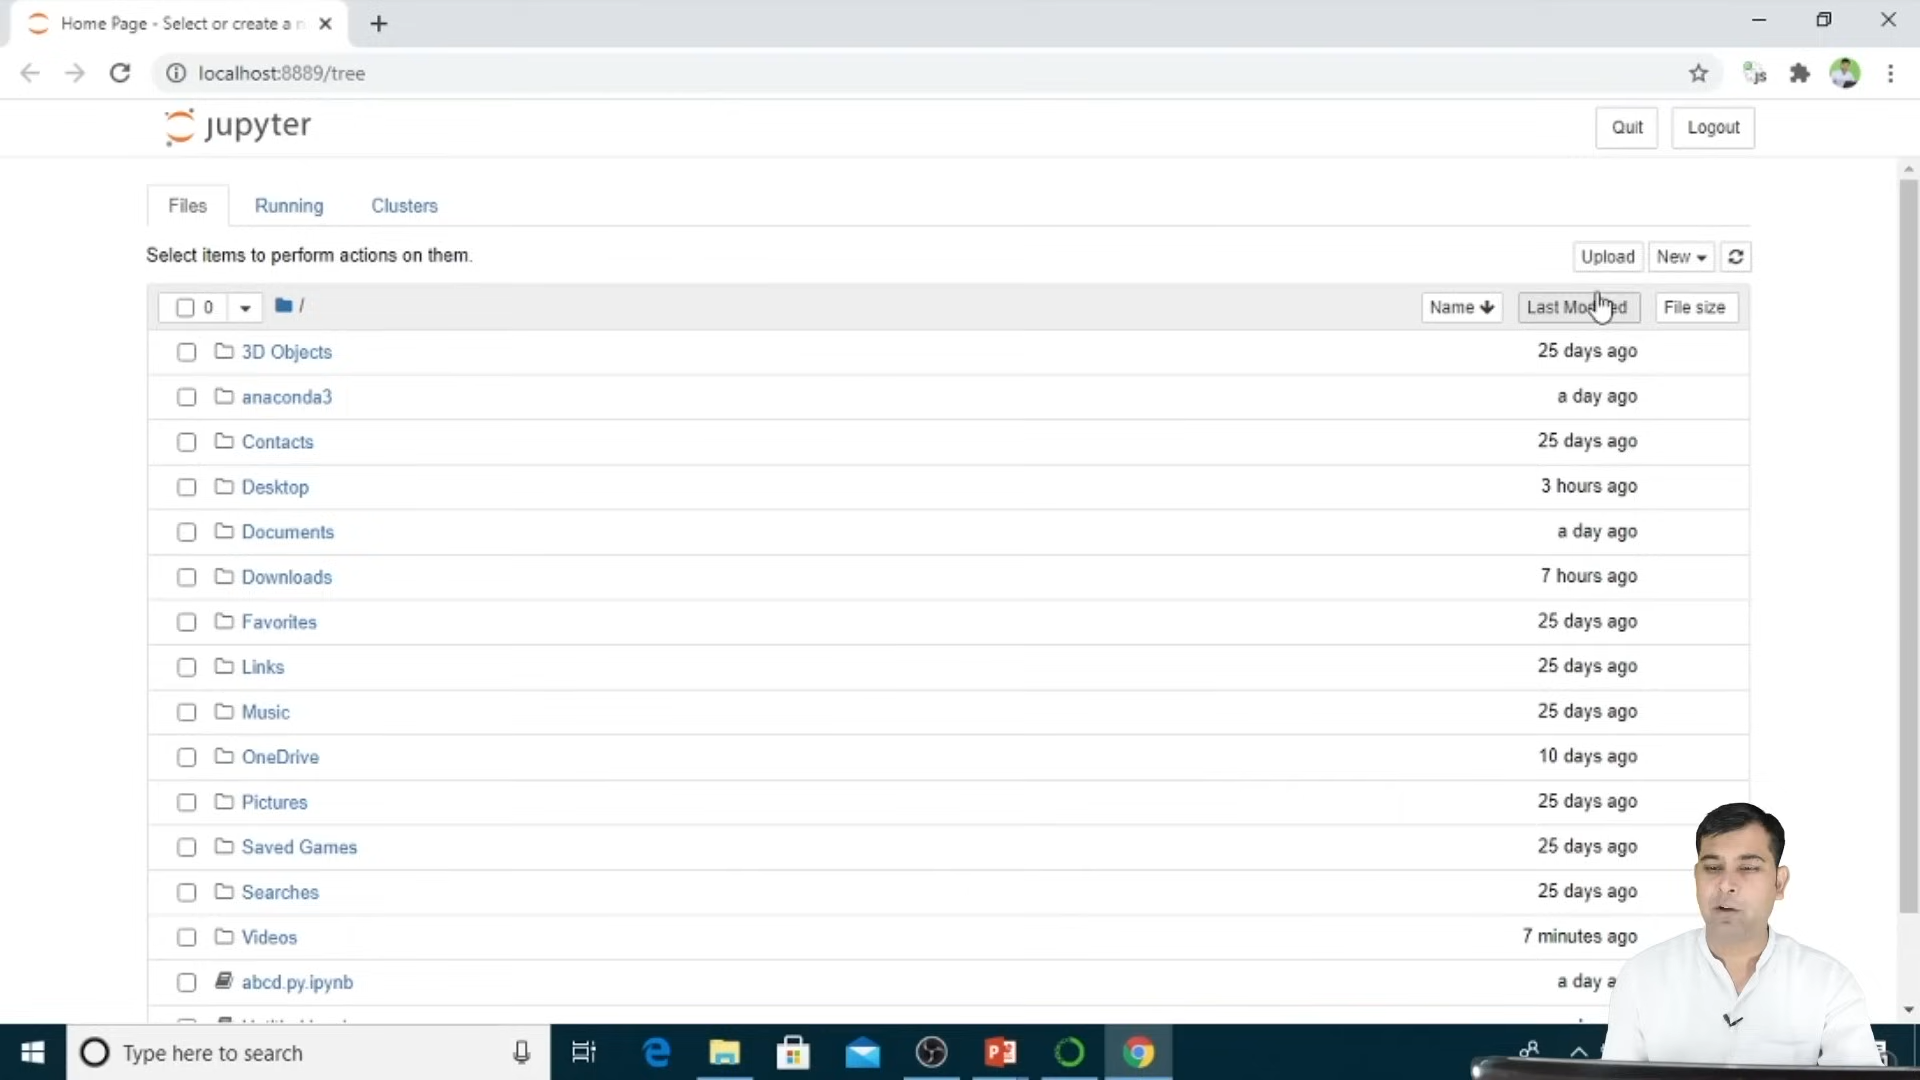 Home Page - Select or create a n
localhost:8889/tree
jupyter
Quit
Logout
Files
Running
Clusters
Select items to perform actions on them.
Upload
New
0
/
Name
Last Mod ed
File size
3D Objects
25 days ago
anaconda3
a day ago
Contacts
25 days ago
Desktop
3 hours ago
Documents
a day ago
Downloads
7 hours ago
Favorites
25 days ago
Links
25 days ago
Music
25 days ago
OneDrive
10 days ago
Pictures
25 days ago
Saved Games
25 days ago
Searches
25 days ago
Videos
7 minutes ago
abcd.py.ipynb
a day a
Type here to search